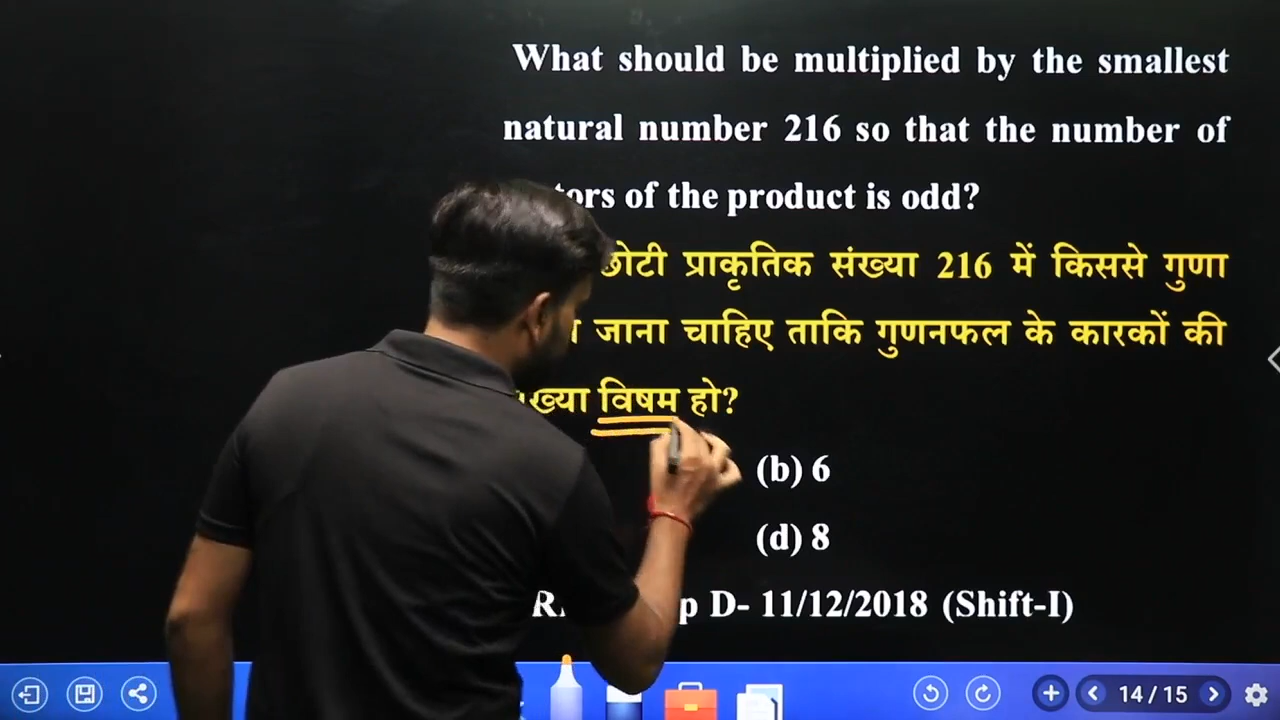 What should be multiplied by the smallest
natural number 216 so that the number of
of the product is odd?
छोटी प्राकृतिक संख्या 216 में किससे गुणा
जाना चाहिए ताकि गुणनफल के कारकों की
विषम हो?
(b) 6
(d) 8
D- 11/12/2018 (Shift-I)
14 / 15